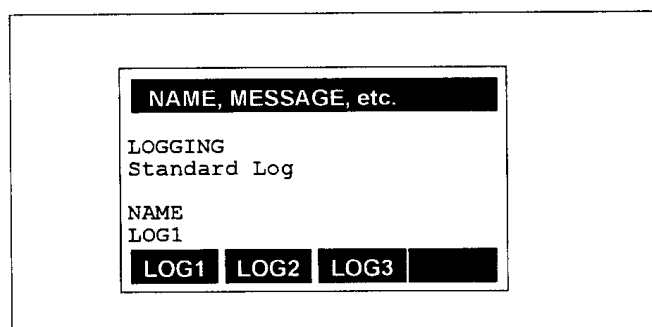 NAME, MESSAGE, etc.
LOGGING
Standard Log
NAME
LOG1
LOG1 LOG2 LOG3